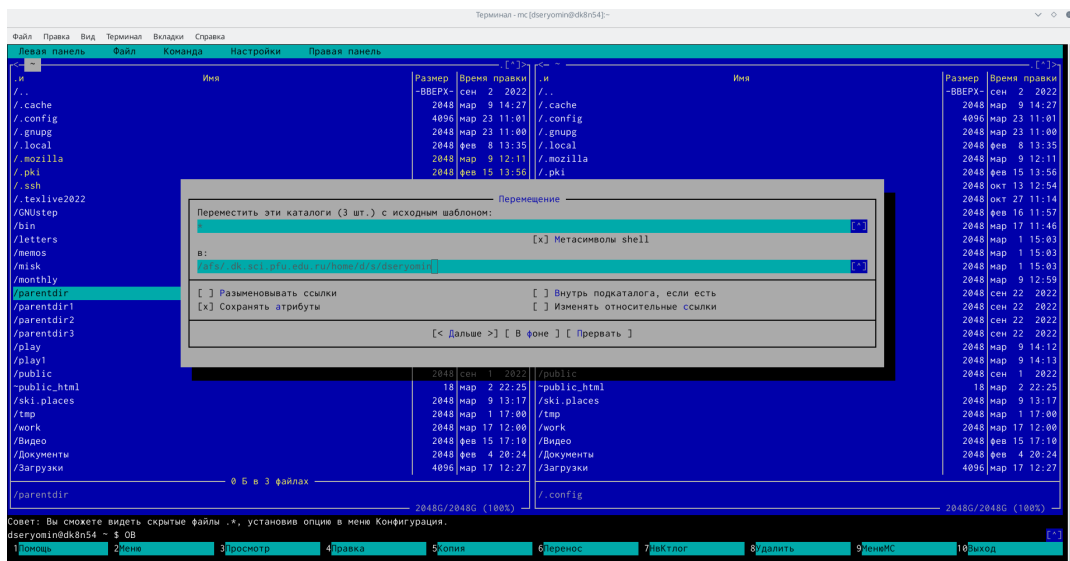 Терминал - mc [dseryomin@dk8n54]:~
Файл Правка Вид Терминал Вкладки Справка
Левая панель Файл Команда Настройки Правая панель
<- ~ .[^]> <- ~ .[^]>
.и Имя Размер Время правки .и Имя Размер Время правки
/.. -ВВЕРХ- сен 2 2022 /.. -ВВЕРХ- сен 2 2022
/.cache 2048 мар 9 14:27 /.cache 2048 мар 9 14:27
/.config 4096 мар 23 11:01 /.config 4096 мар 23 11:01
/.gnupg 2048 мар 23 11:00 /.gnupg 2048 мар 23 11:00
/.local 2048 фев 8 13:35 /.local 2048 фев 8 13:35
/.mozilla 2048 мар 9 12:11 /.mozilla 2048 мар 9 12:11
/.pki 2048 фев 15 13:56 /.pki 2048 фев 15 13:56
/.ssh 2048 окт 13 12:54
/.texlive2022 2048 окт 27 11:14
/GNUstep 2048 фев 16 11:57
/bin 2048 мар 17 11:46
/letters 2048 мар 1 15:03
/memos 2048 мар 1 15:03
/misk 2048 мар 1 15:03
/monthly 2048 мар 9 12:59
/parentdir 2048 сен 22 2022
/parentdir1 2048 сен 22 2022
/parentdir2 2048 сен 22 2022
/parentdir3 2048 сен 22 2022
/play 2048 мар 9 14:12
/play1 2048 мар 9 14:13
/public 2048 сен 1 2022 /public 2048 сен 1 2022
~public_html 18 мар 2 22:25 ~public_html 18 мар 2 22:25
/ski.places 2048 мар 9 13:17 /ski.places 2048 мар 9 13:17
/tmp 2048 мар 1 17:00 /tmp 2048 мар 1 17:00
/work 2048 мар 17 12:00 /work 2048 мар 17 12:00
/Видео 2048 фев 15 17:10 /Видео 2048 фев 15 17:10
/Документы 2048 фев 4 20:24 /Документы 2048 фев 4 20:24
/Загрузки 4096 мар 17 12:27 /Загрузки 4096 мар 17 12:27
0 Б в 3 файлах
/parentdir /.config
2048G/2048G (100%) 2048G/2048G (100%)
Перемещение
Переместить эти каталоги (3 шт.) с исходным шаблоном:
* [^]
[x] Метасимволы shell
в:
/afs/.dk.sci.pfu.edu.ru/home/d/s/dseryomin [^]
[ ] Разыменовывать ссылки [ ] Внутрь подкаталога, если есть
[x] Сохранять атрибуты [ ] Изменять относительные ссылки
[< Дальше >] [ В фоне ] [ Прервать ]
Совет: Вы сможете видеть скрытые файлы .*, установив опцию в меню Конфигурация.
dseryomin@dk8n54 ~ $ OB [^]
1Помощь 2Меню 3Просмотр 4Правка 5Копия 6Перенос 7НвКтлог 8Удалить 9МенюMC 10Выход